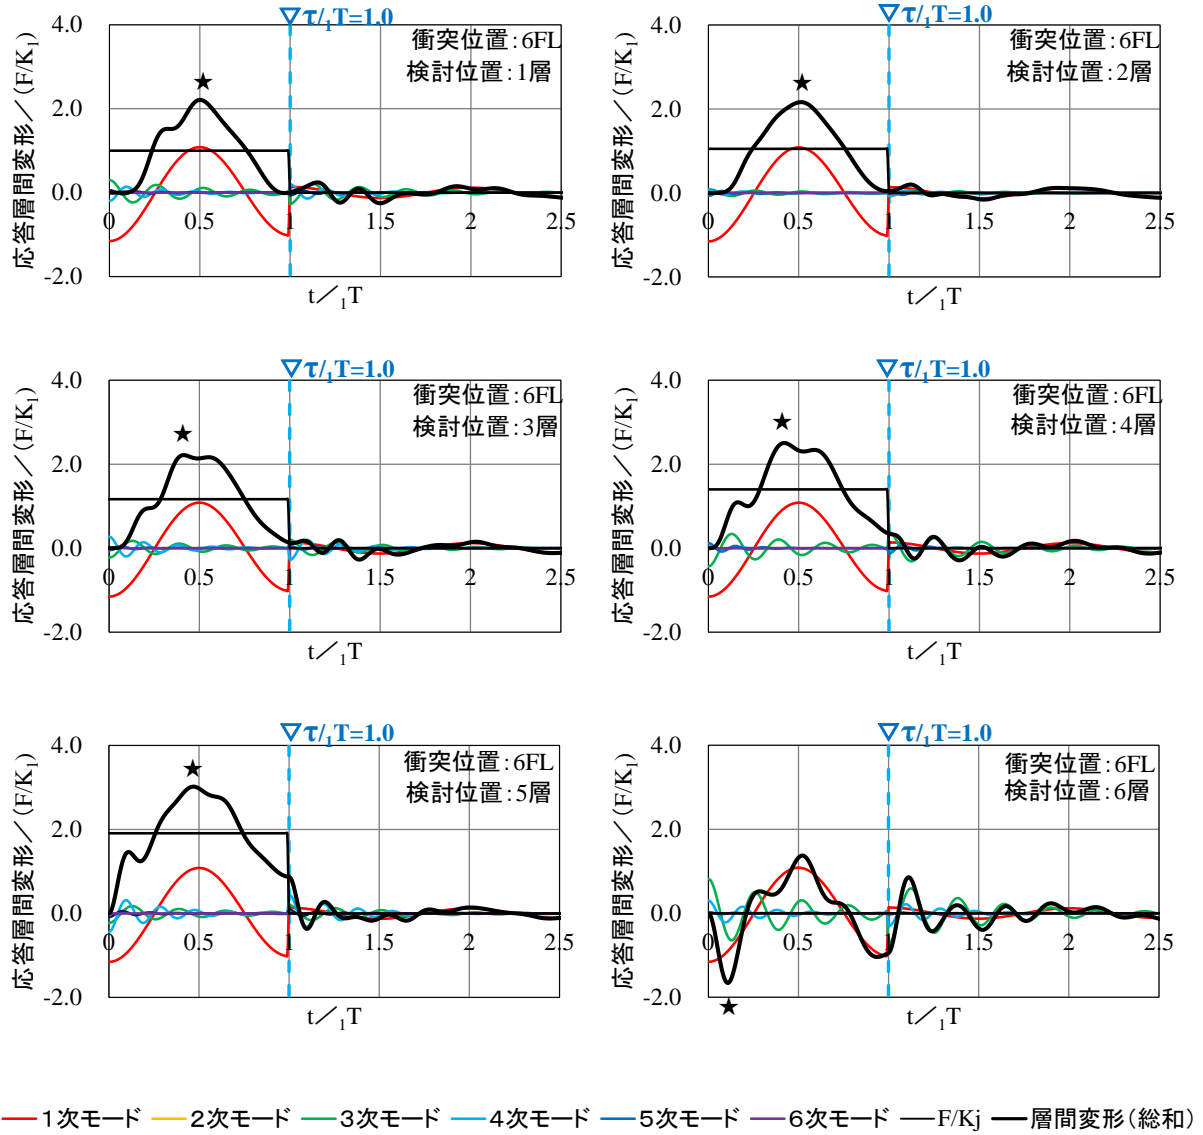 ▽τ/₁T=1.0
衝突位置：6FL
検討位置：1層
★
応答層間変形／(F/K₁)
4.0
2.0
0.0
-2.0
0 0.5 1 1.5 2 2.5
t／₁T
▽τ/₁T=1.0
衝突位置：6FL
検討位置：2層
★
応答層間変形／(F/K₁)
4.0
2.0
0.0
-2.0
0 0.5 1 1.5 2 2.5
t／₁T
▽τ/₁T=1.0
衝突位置：6FL
検討位置：3層
★
応答層間変形／(F/K₁)
4.0
2.0
0.0
-2.0
0 0.5 1 1.5 2 2.5
t／₁T
▽τ/₁T=1.0
衝突位置：6FL
検討位置：4層
★
応答層間変形／(F/K₁)
4.0
2.0
0.0
-2.0
0 0.5 1 1.5 2 2.5
t／₁T
▽τ/₁T=1.0
衝突位置：6FL
検討位置：5層
★
応答層間変形／(F/K₁)
4.0
2.0
0.0
-2.0
0 0.5 1 1.5 2 2.5
t／₁T
▽τ/₁T=1.0
衝突位置：6FL
検討位置：6層
★
応答層間変形／(F/K₁)
4.0
2.0
0.0
-2.0
0 0.5 1 1.5 2 2.5
t／₁T
1次モード 2次モード 3次モード 4次モード 5次モード 6次モード F/Kj 層間変形（総和）